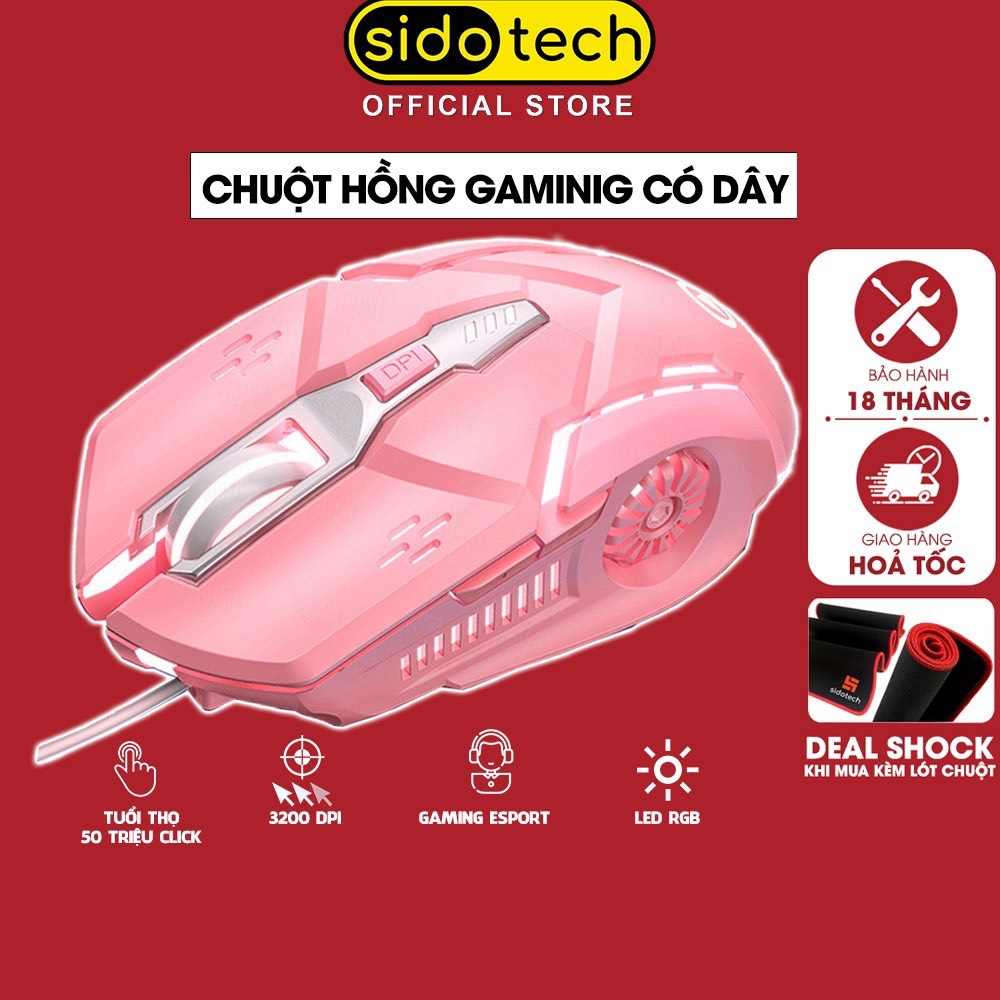 sidotech
OFFICIAL STORE
CHUỘT HỒNG GAMINIG CÓ DÂY
DPI
BẢO HÀNH
18 THÁNG
GIAO HÀNG
HOẢ TỐC
sidotech
DEAL SHOCK
KHI MUA KÈM LÓT CHUỘT
TUỔI THỌ
50 TRIỆU CLICK
3200 DPI
GAMING ESPORT
LED RGB